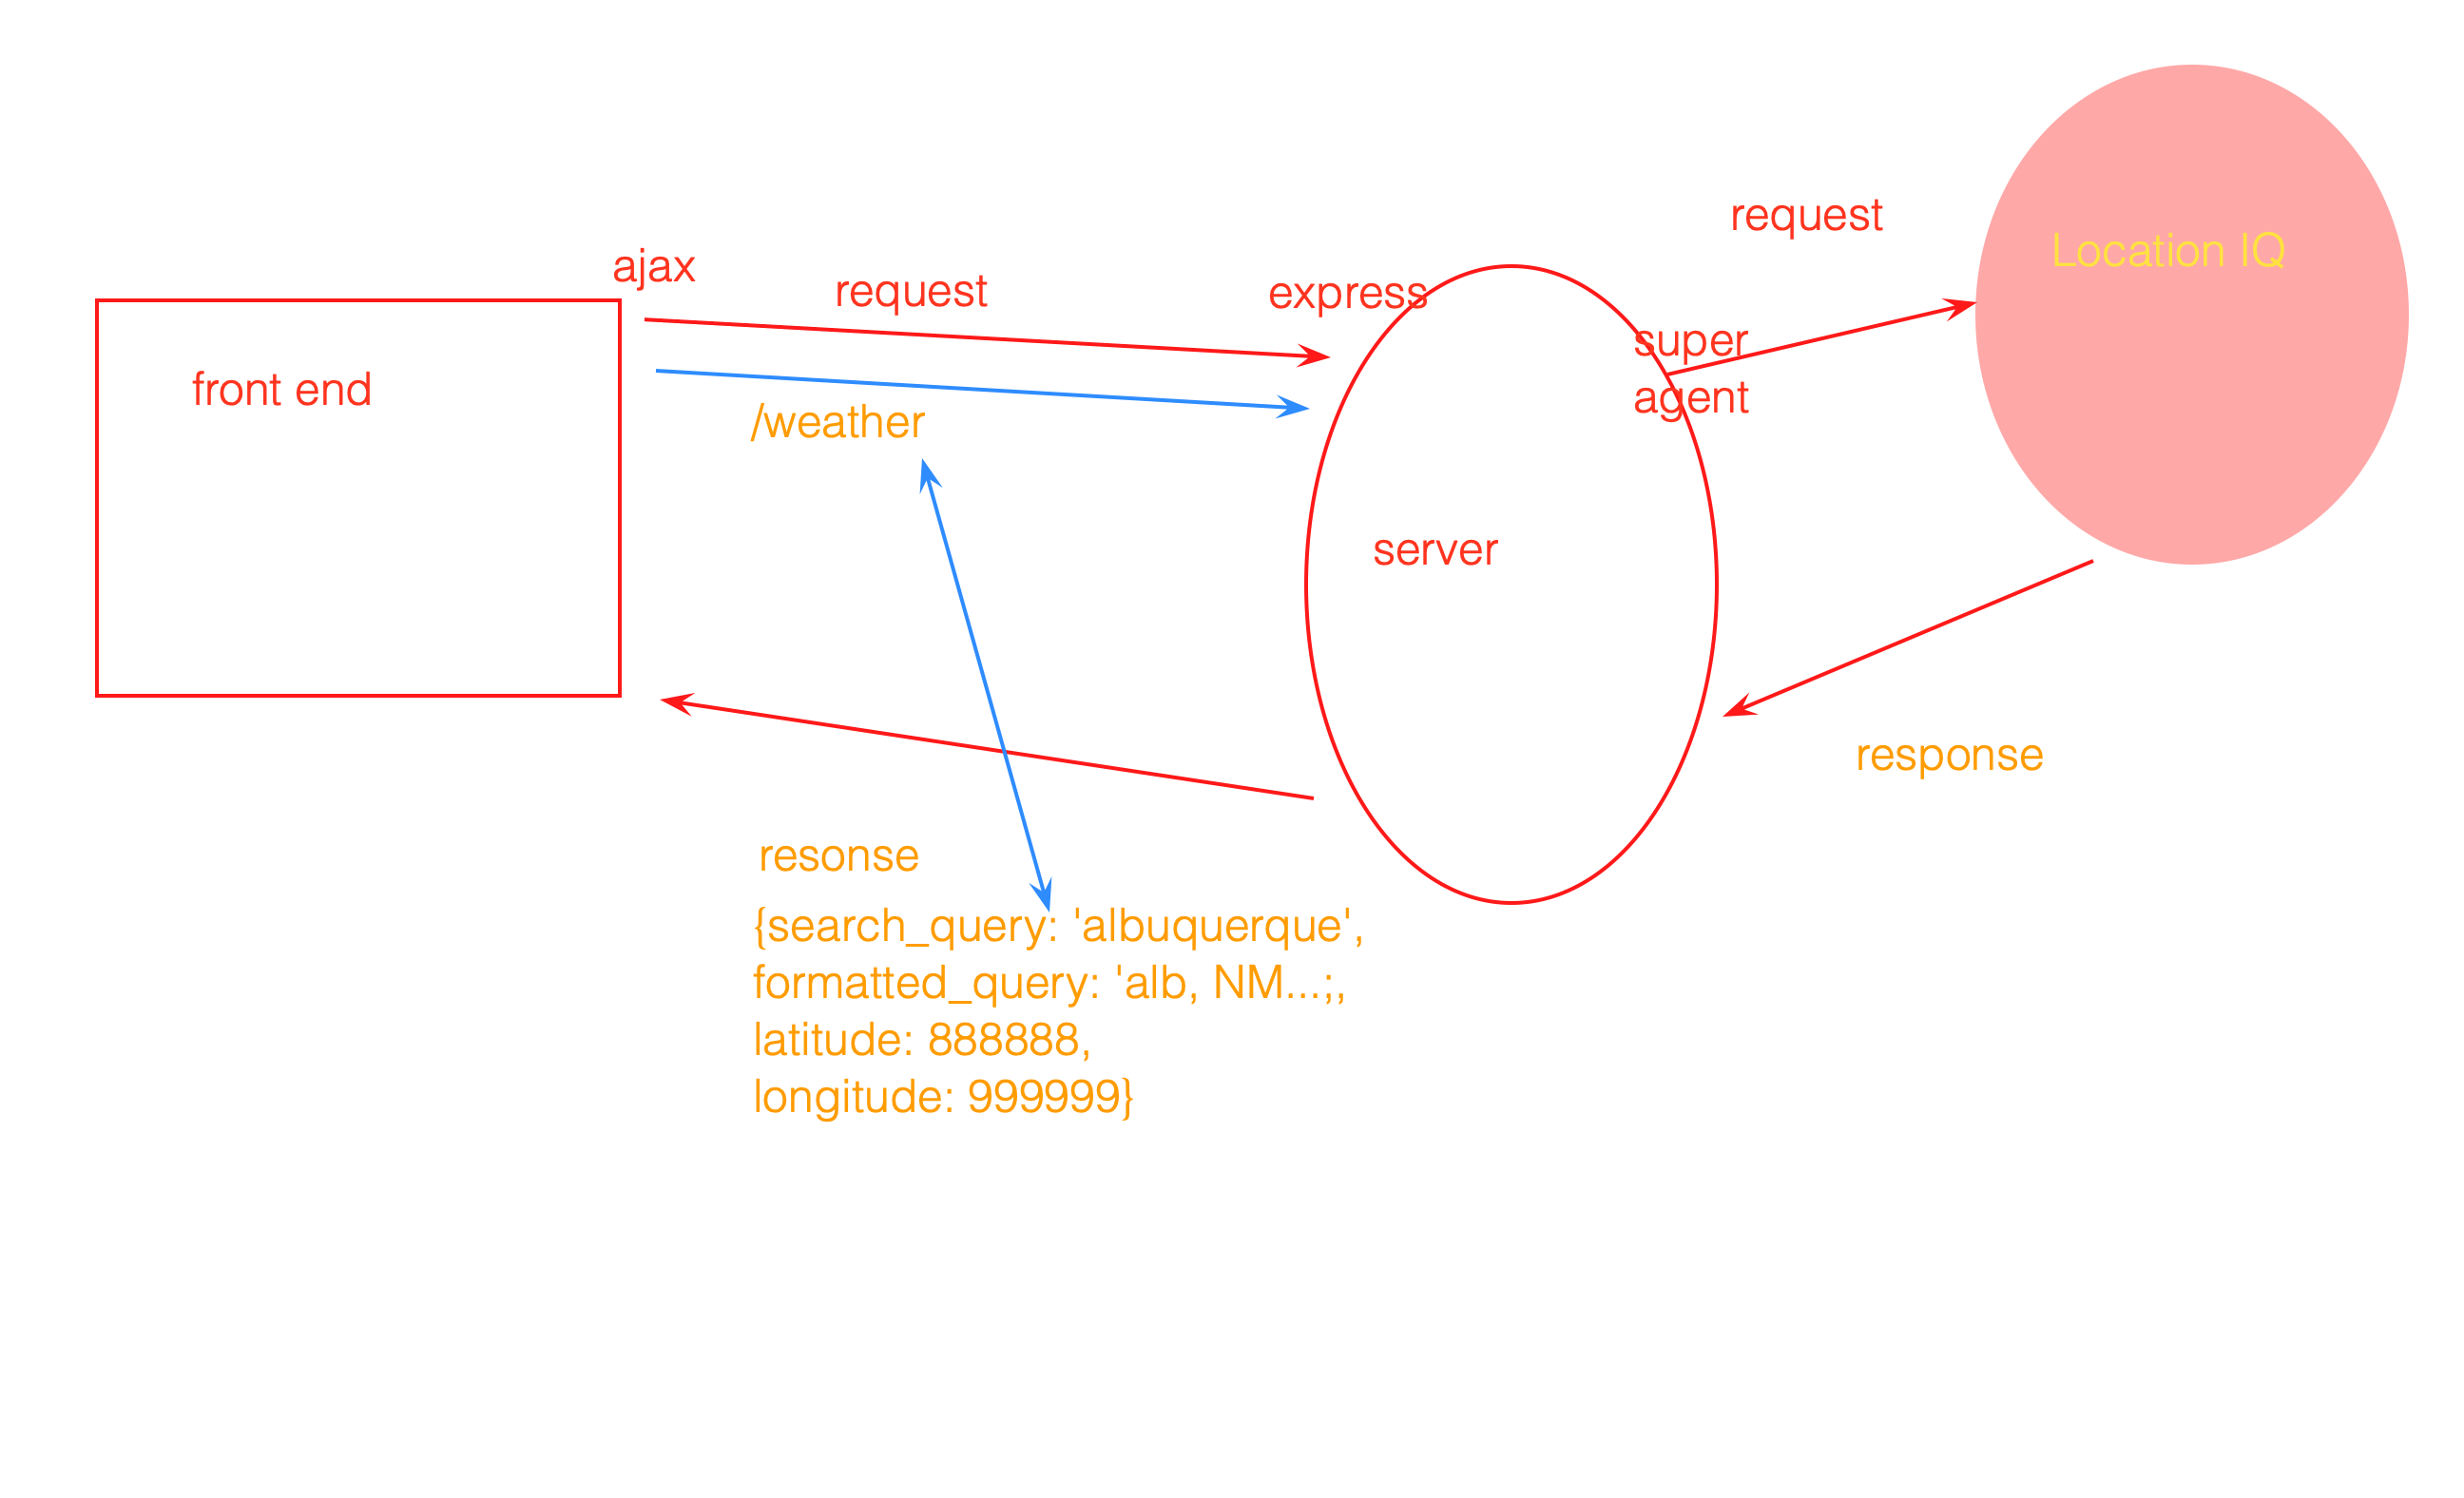 request
Location IQ
ajax
request
express
super
agent
front end
/weather
server
response
resonse
{search_query: 'albuquerque',
formatted_query: 'alb, NM...;,
latitude: 888888,
longitude: 999999}